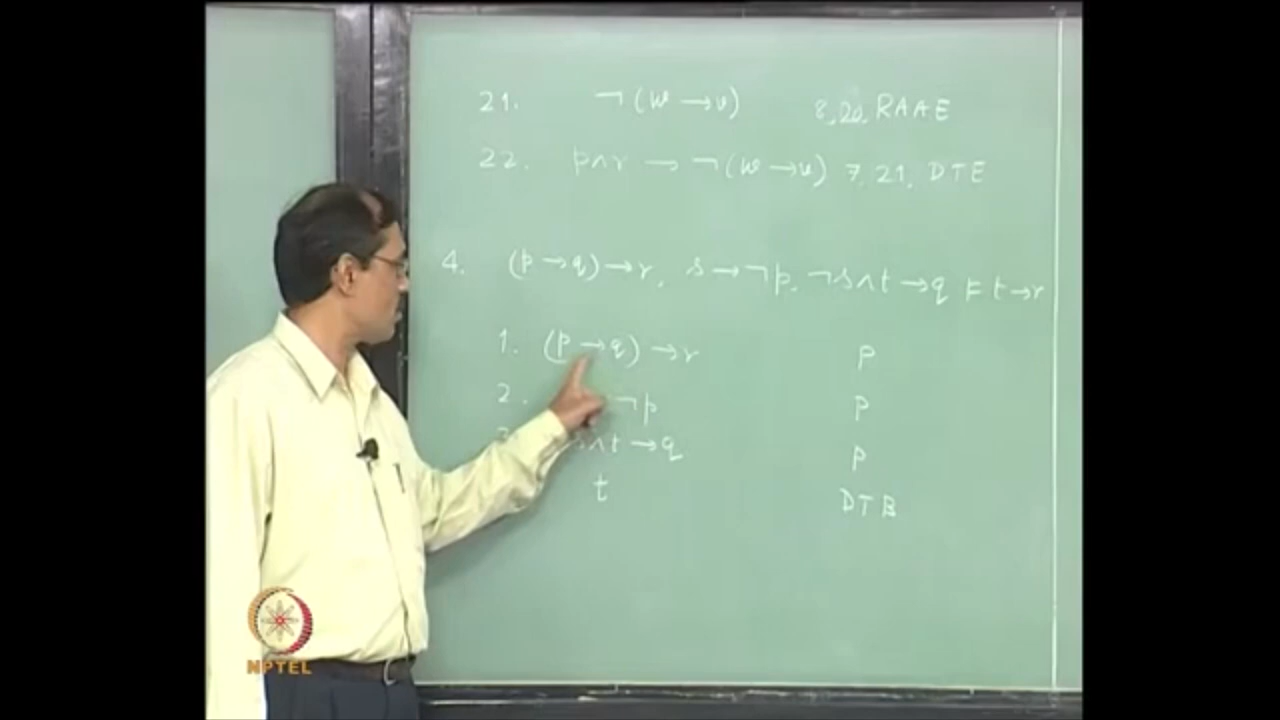 21. ¬(w→v) 8,20,RAAE
22. p∧r → ¬(w→v) 7,21, DTE
4. (p→q)→r, s→¬p, ¬s∧t→q ⊨ t→r
1. (p→q)→r P
2. ¬p P
s∧t→q P
t DTB
NPTEL